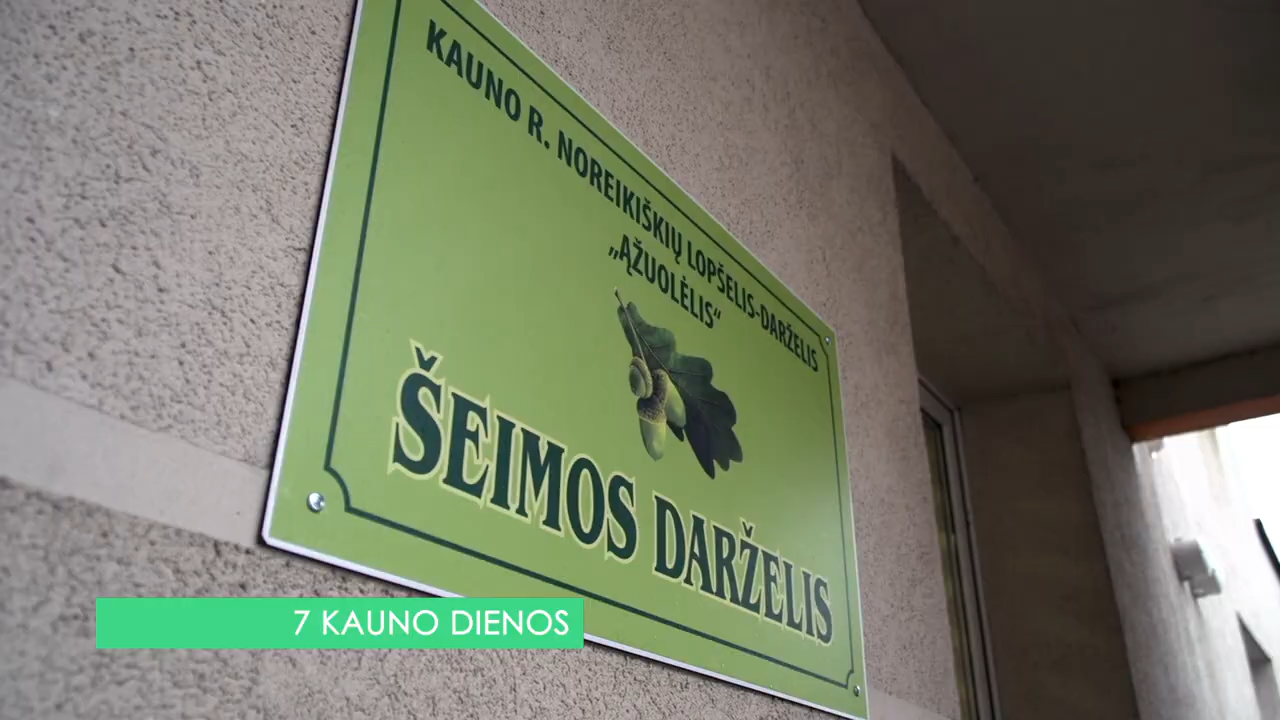 KAUNO R. NOREIKIŠKIŲ LOPŠELIS-DARŽELIS
„ĄŽUOLĖLIS“
ŠEIMOS DARŽELIS
7 KAUNO DIENOS